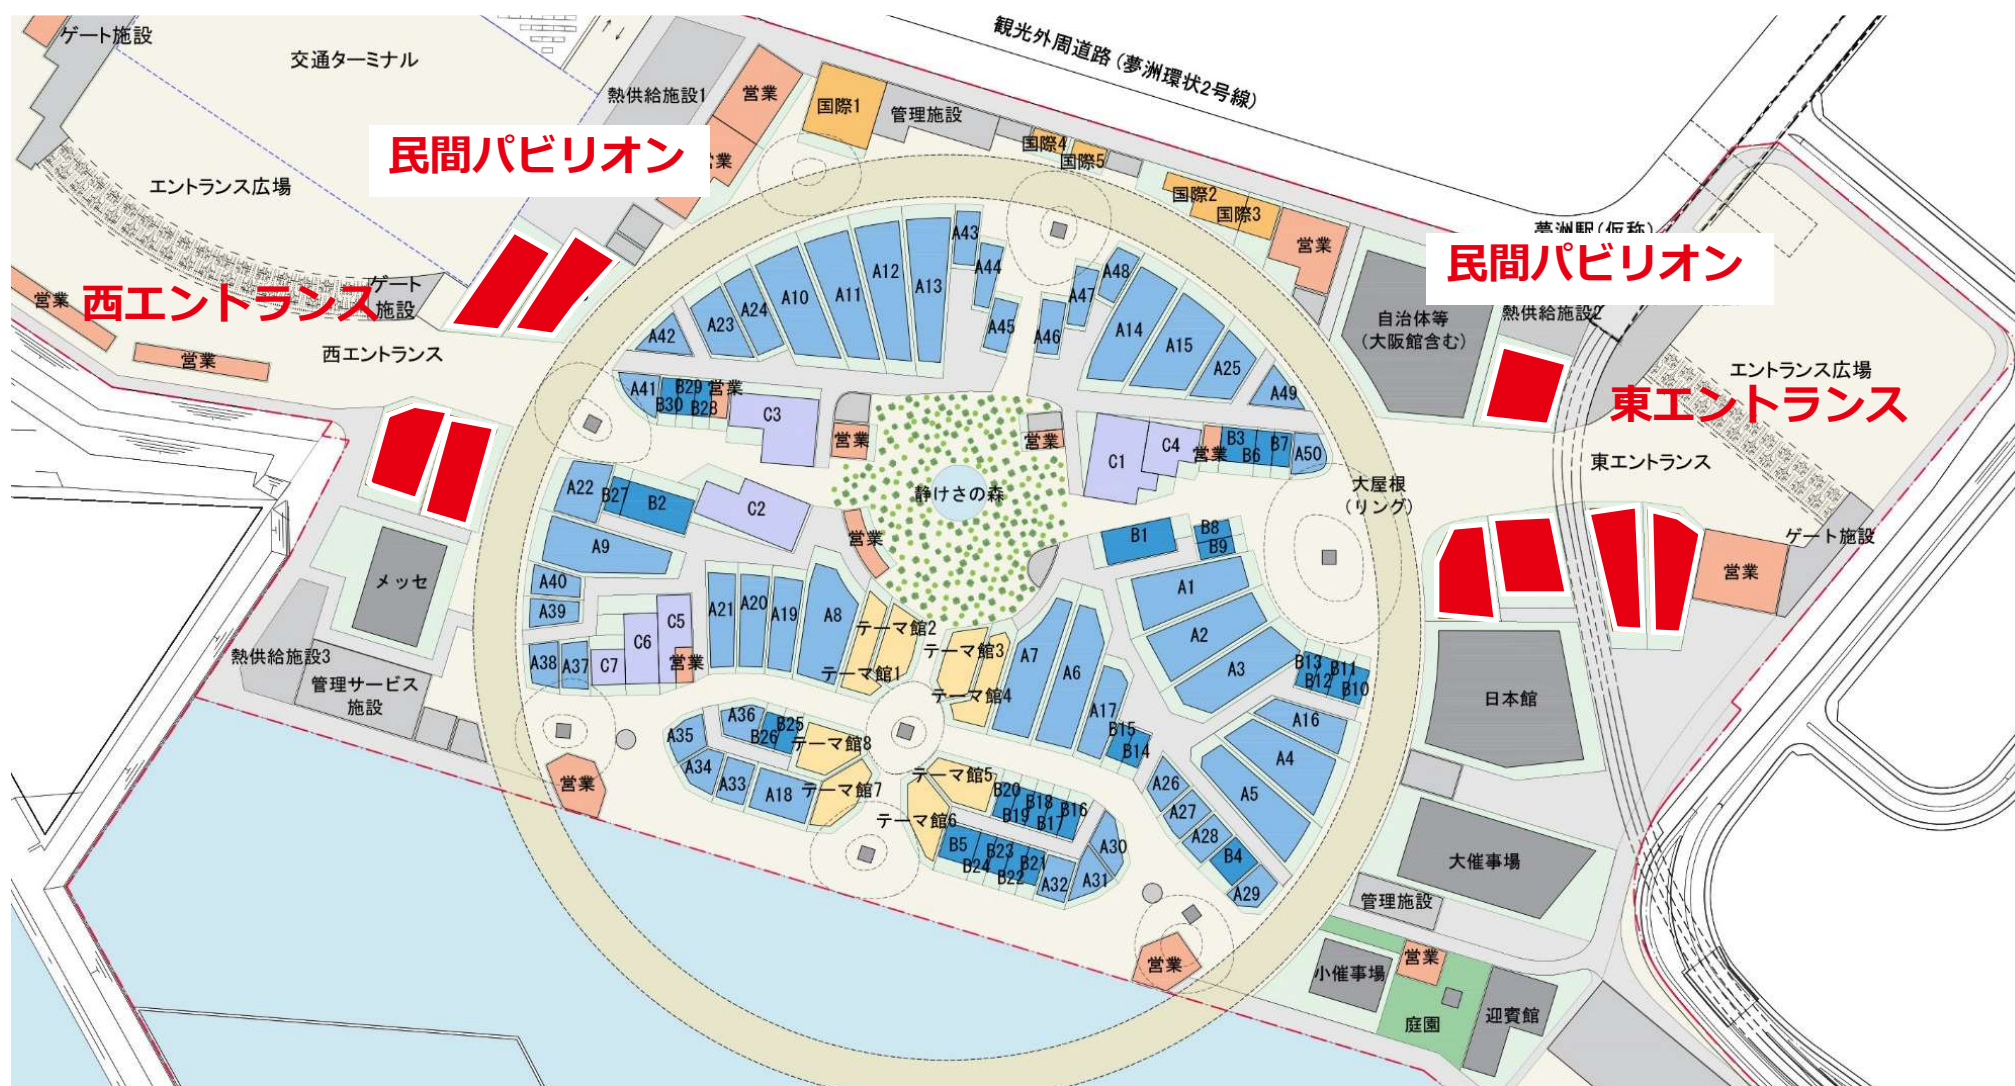 ゲート施設
交通ターミナル
観光外周道路(夢洲環状2号線)
熱供給施設1
営業
国際1
管理施設
国際4
国際5
民間パビリオン
営業
エントランス広場
国際2
国際3
営業
夢洲駅(仮称)
民間パビリオン
熱供給施設2
自治体等
(大阪館含む)
営業
西エントランス
ゲート
施設
営業
西エントランス
エントランス広場
東エントランス
東エントランス
ゲート施設
営業
A43
A44
A45
A46
A47
A48
A42
A23
A24
A10
A11
A12
A13
A14
A15
A25
A49
A41
B30
B29
B28
営業
C3
営業
営業
C1
C4
営業
B3
B6
B7
A50
大屋根
(リング)
静けさの森
A22
B27
B2
C2
営業
B1
B8
B9
A9
A40
A39
A38
A37
C7
C6
C5
営業
A21
A20
A19
A8
テーマ館2
テーマ館1
テーマ館3
テーマ館4
A7
A6
A17
B15
B14
A1
A2
A3
B13
B12
B11
B10
A16
A4
A5
メッセ
熱供給施設3
管理サービス
施設
営業
A35
A36
B26
B25
テーマ館8
A34
A33
A18
テーマ館7
テーマ館5
テーマ館6
B20
B19
B18
B17
B16
B5
B24
B23
B22
B21
A32
A31
A30
A26
A27
A28
B4
A29
営業
日本館
大催事場
管理施設
小催事場
営業
庭園
迎賓館